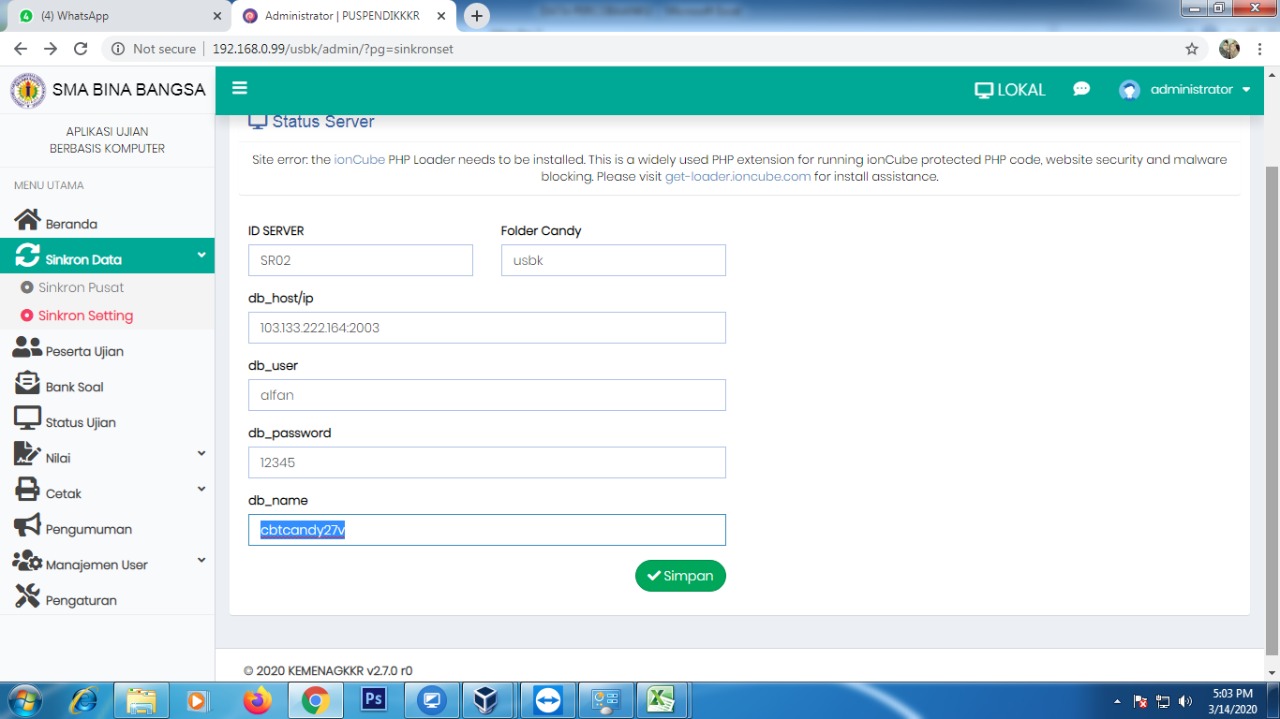 (4) WhatsApp
Administrator | PUSPENDIKKKR
Not secure
192.168.0.99/usbk/admin/?pg=sinkronset
SMA BINA BANGSA
LOKAL
administrator
APLIKASI UJIAN
BERBASIS KOMPUTER
MENU UTAMA
Beranda
Sinkron Data
Sinkron Pusat
Sinkron Setting
Peserta Ujian
Bank Soal
Status Ujian
Nilai
Cetak
Pengumuman
Manajemen User
Pengaturan
Status Server
Site error: the ionCube PHP Loader needs to be installed. This is a widely used PHP extension for running ionCube protected PHP code, website security and malware
blocking. Please visit get-loader.ioncube.com for install assistance.
ID SERVER
Folder Candy
SR02
usbk
db_host/ip
103.133.222.164:2003
db_user
alfan
db_password
12345
db_name
cbtcandy27v
Simpan
© 2020 KEMENAGKKR v2.7.0 r0
Ps
5:03 PM
3/14/2020